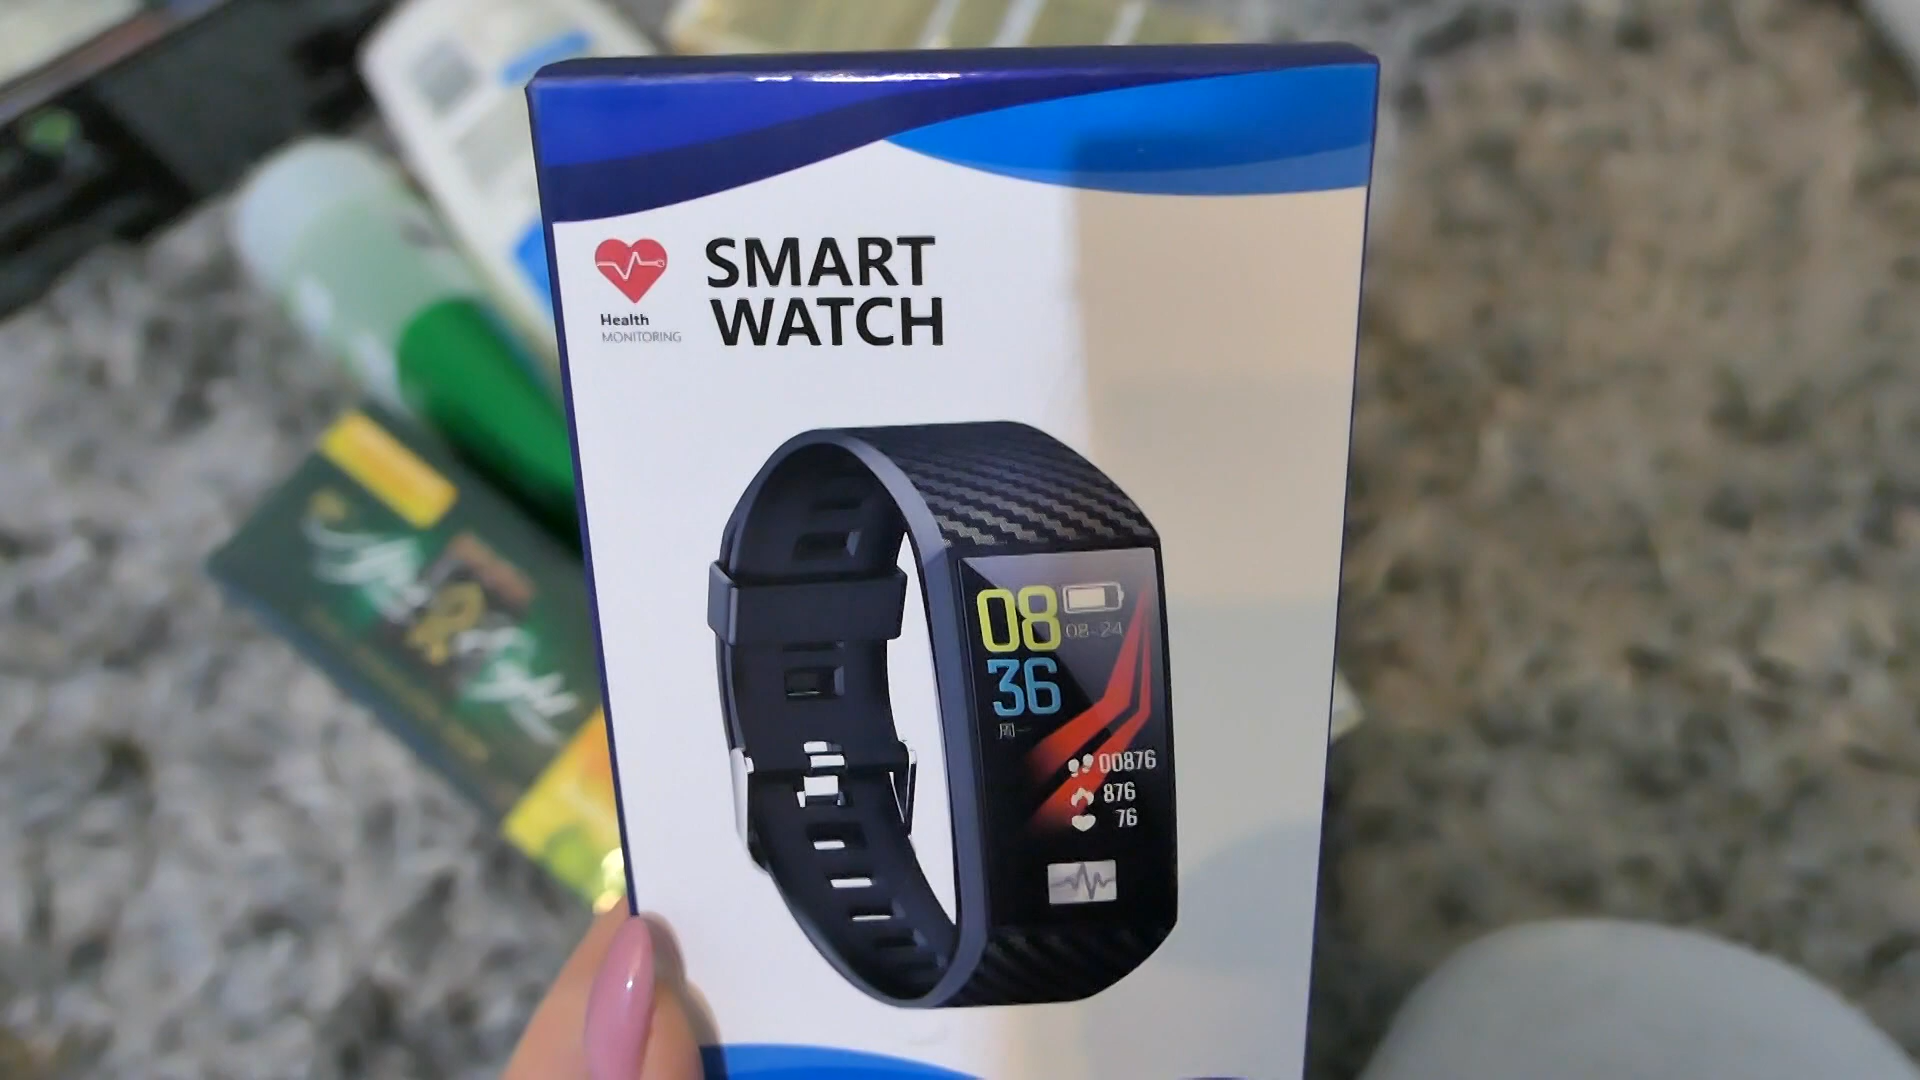 SMART
WATCH
Health
MONITORING
08
08-24
36
周一
00876
876
76